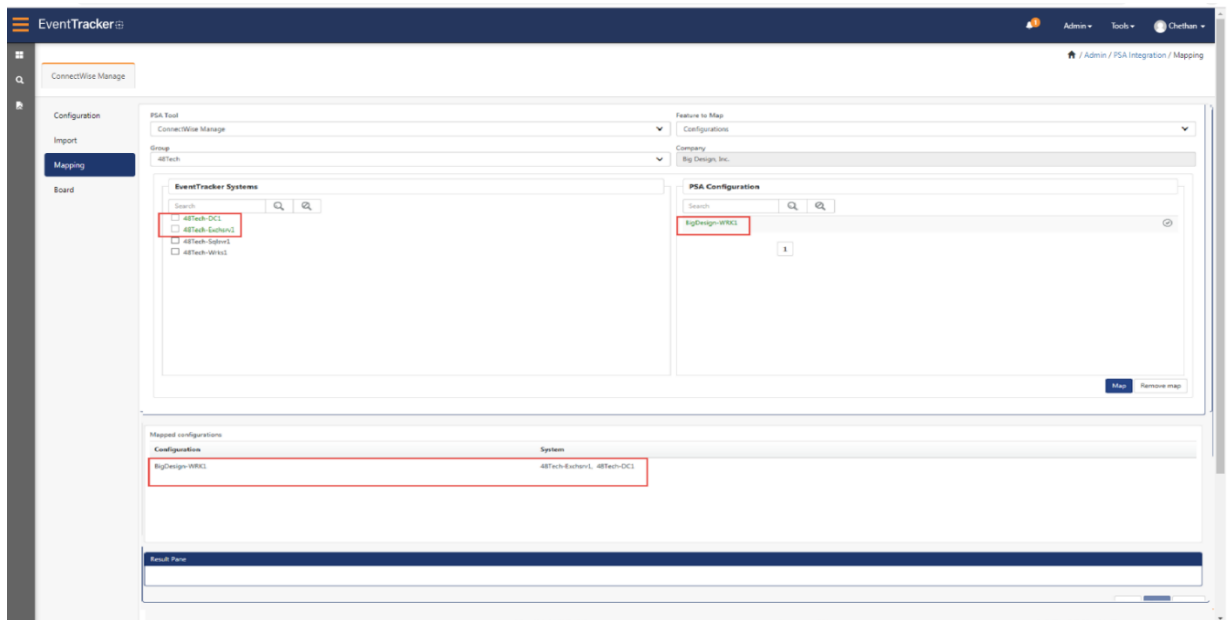 EventTracker
1
Admin
Tools
Chethan
/ Admin / PSA Integration / Mapping
ConnectWise Manage
Configuration
Import
Mapping
Board
PSA Tool
Feature to Map
ConnectWise Manage
Configurations
Group
Company
48Tech
Big Design, Inc.
EventTracker Systems
PSA Configuration
Search
Search
48Tech-DC1
48Tech-Exchsrv1
48Tech-Sqlsvr1
48Tech-Wrks1
BigDesign-WRK1
1
Map
Remove map
Mapped configurations
Configuration
System
BigDesign-WRK1
48Tech-Exchsrv1, 48Tech-DC1
Result Pane